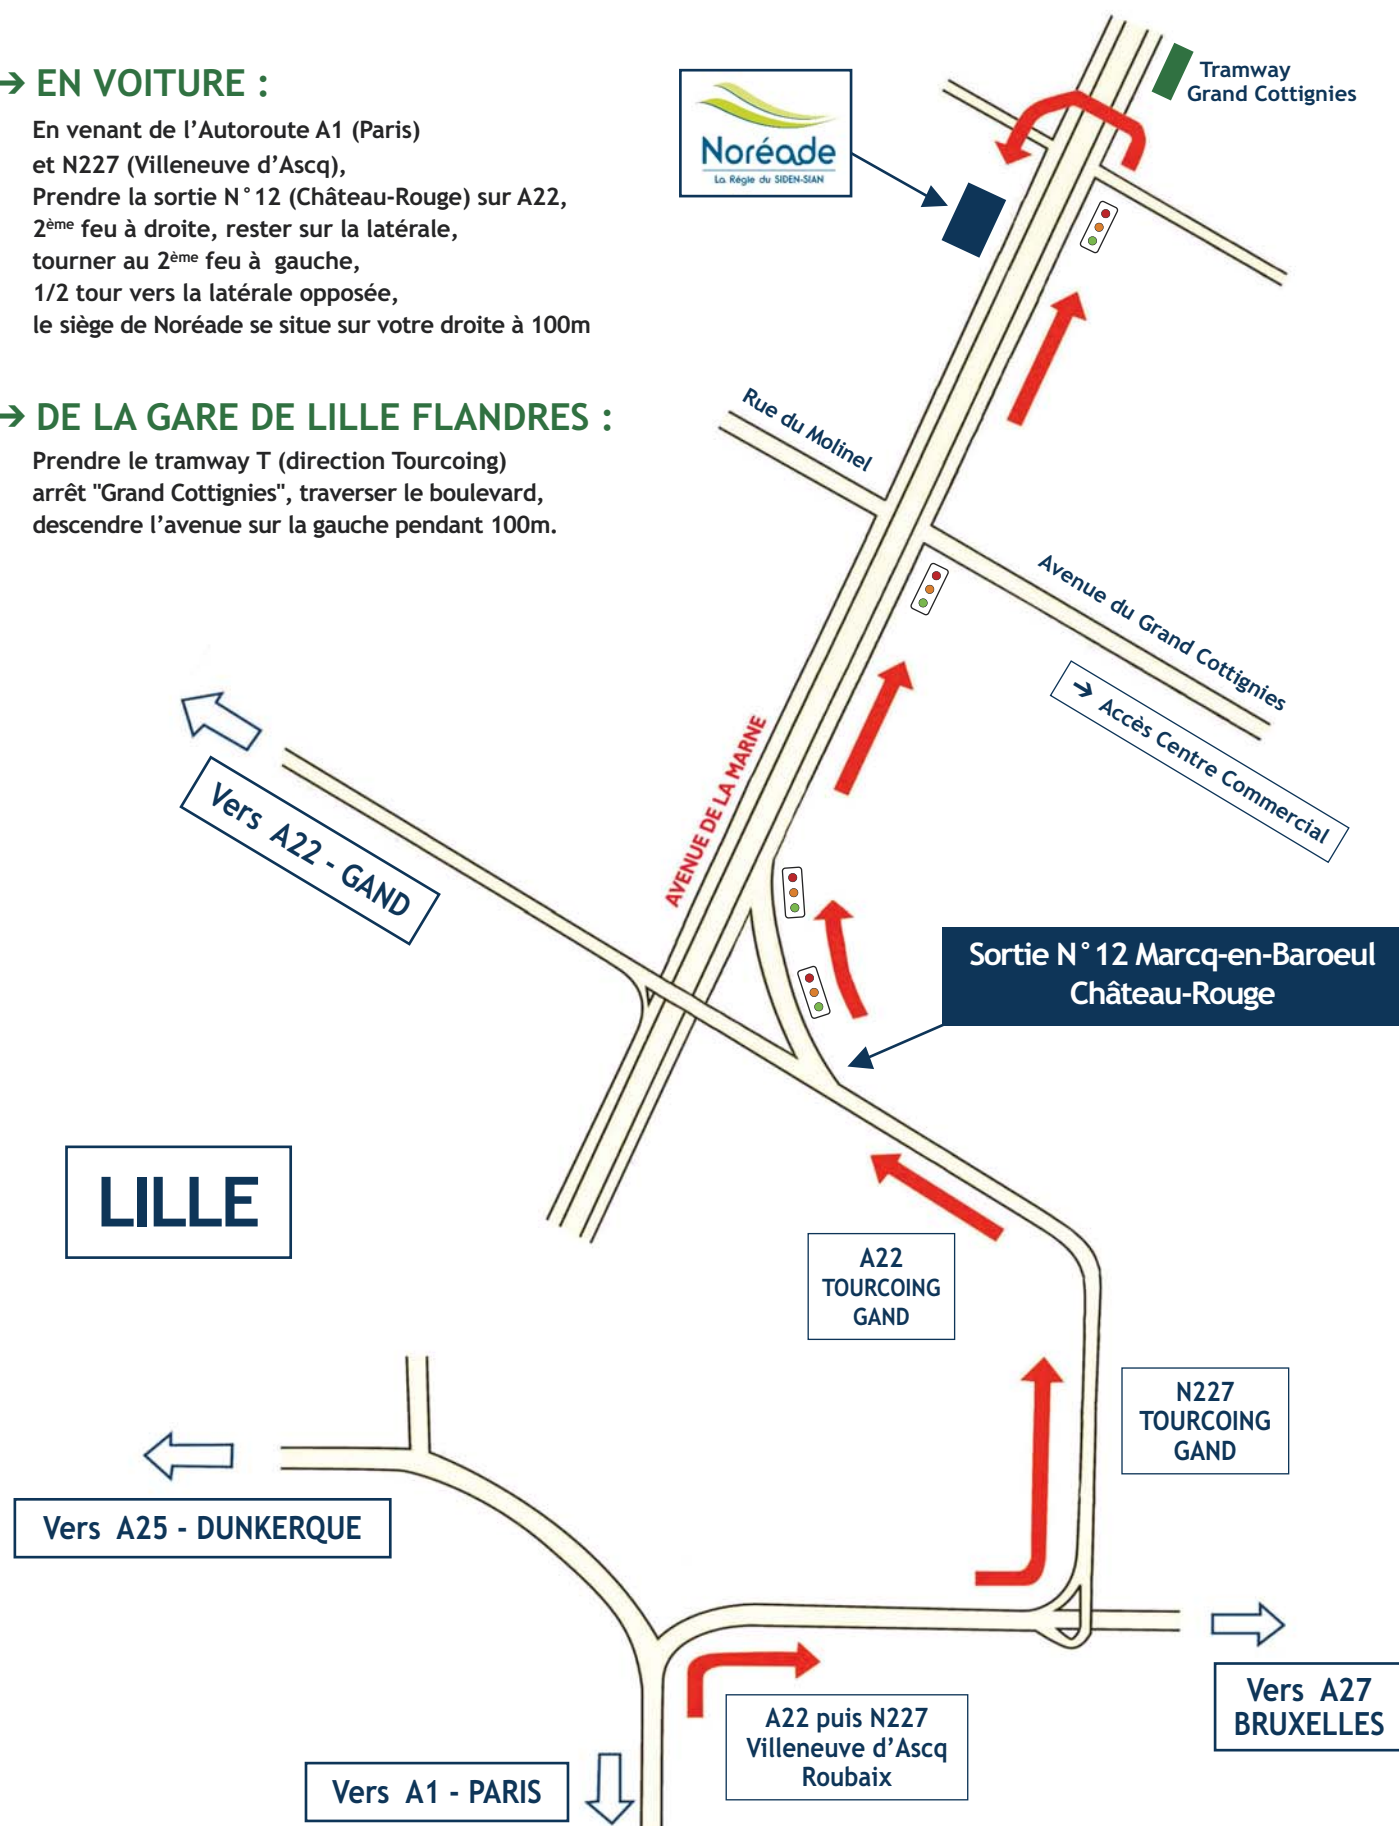 → EN VOITURE :
En venant de l’Autoroute A1 (Paris)
et N227 (Villeneuve d’Ascq),
Prendre la sortie N°12 (Château-Rouge) sur A22,
2ème feu à droite, rester sur la latérale,
tourner au 2ème feu à gauche,
1/2 tour vers la latérale opposée,
le siège de Noréade se situe sur votre droite à 100m
→ DE LA GARE DE LILLE FLANDRES :
Prendre le tramway T (direction Tourcoing)
arrêt "Grand Cottignies", traverser le boulevard,
descendre l’avenue sur la gauche pendant 100m.
Noréade
La Régie du SIDEN-SIAN
Tramway
Grand Cottignies
Rue du Molinel
Avenue du Grand Cottignies
→ Accès Centre Commercial
AVENUE DE LA MARNE
Vers A22 - GAND
Sortie N°12 Marcq-en-Baroeul
Château-Rouge
LILLE
A22
TOURCOING
GAND
N227
TOURCOING
GAND
Vers A25 - DUNKERQUE
Vers A27
BRUXELLES
A22 puis N227
Villeneuve d’Ascq
Roubaix
Vers A1 - PARIS